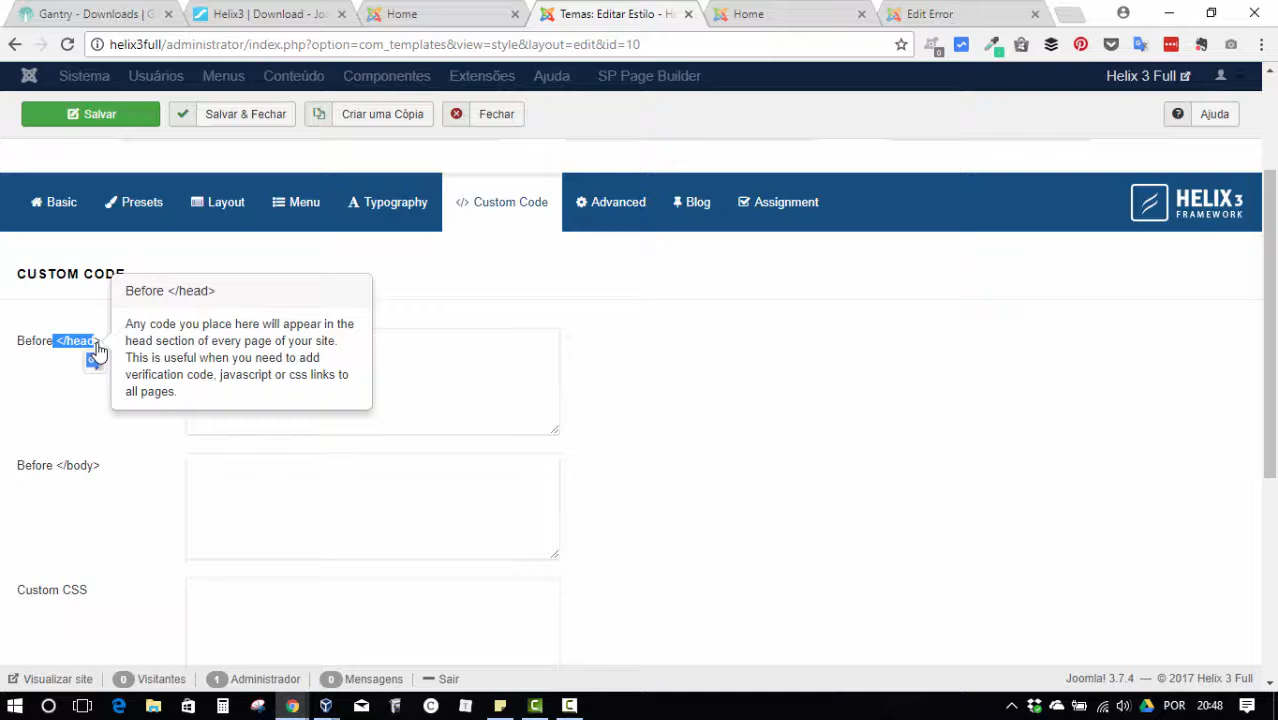 Gantry - Downloads | G
Helix3 | Download - Jo
Home
Temas: Editar Estilo - H
Home
Edit Error
helix3full/administrator/index.php?option=com_templates&view=style&layout=edit&id=10
Sistema Usuários Menus Conteúdo Componentes Extensões Ajuda SP Page Builder Helix 3 Full
Salvar Salvar & Fechar Criar uma Cópia Fechar Ajuda
Basic Presets Layout Menu Typography </> Custom Code Advanced Blog Assignment
HELIX3
FRAMEWORK
CUSTOM CODE
Before </head>
Before </head>
Any code you place here will appear in the
head section of every page of your site.
This is useful when you need to add
verification code, javascript or css links to
all pages.
Before </body>
Custom CSS
Visualizar site 0 Visitantes 1 Administrador 0 Mensagens Sair Joomla! 3.7.4 — © 2017 Helix 3 Full
POR 20:48